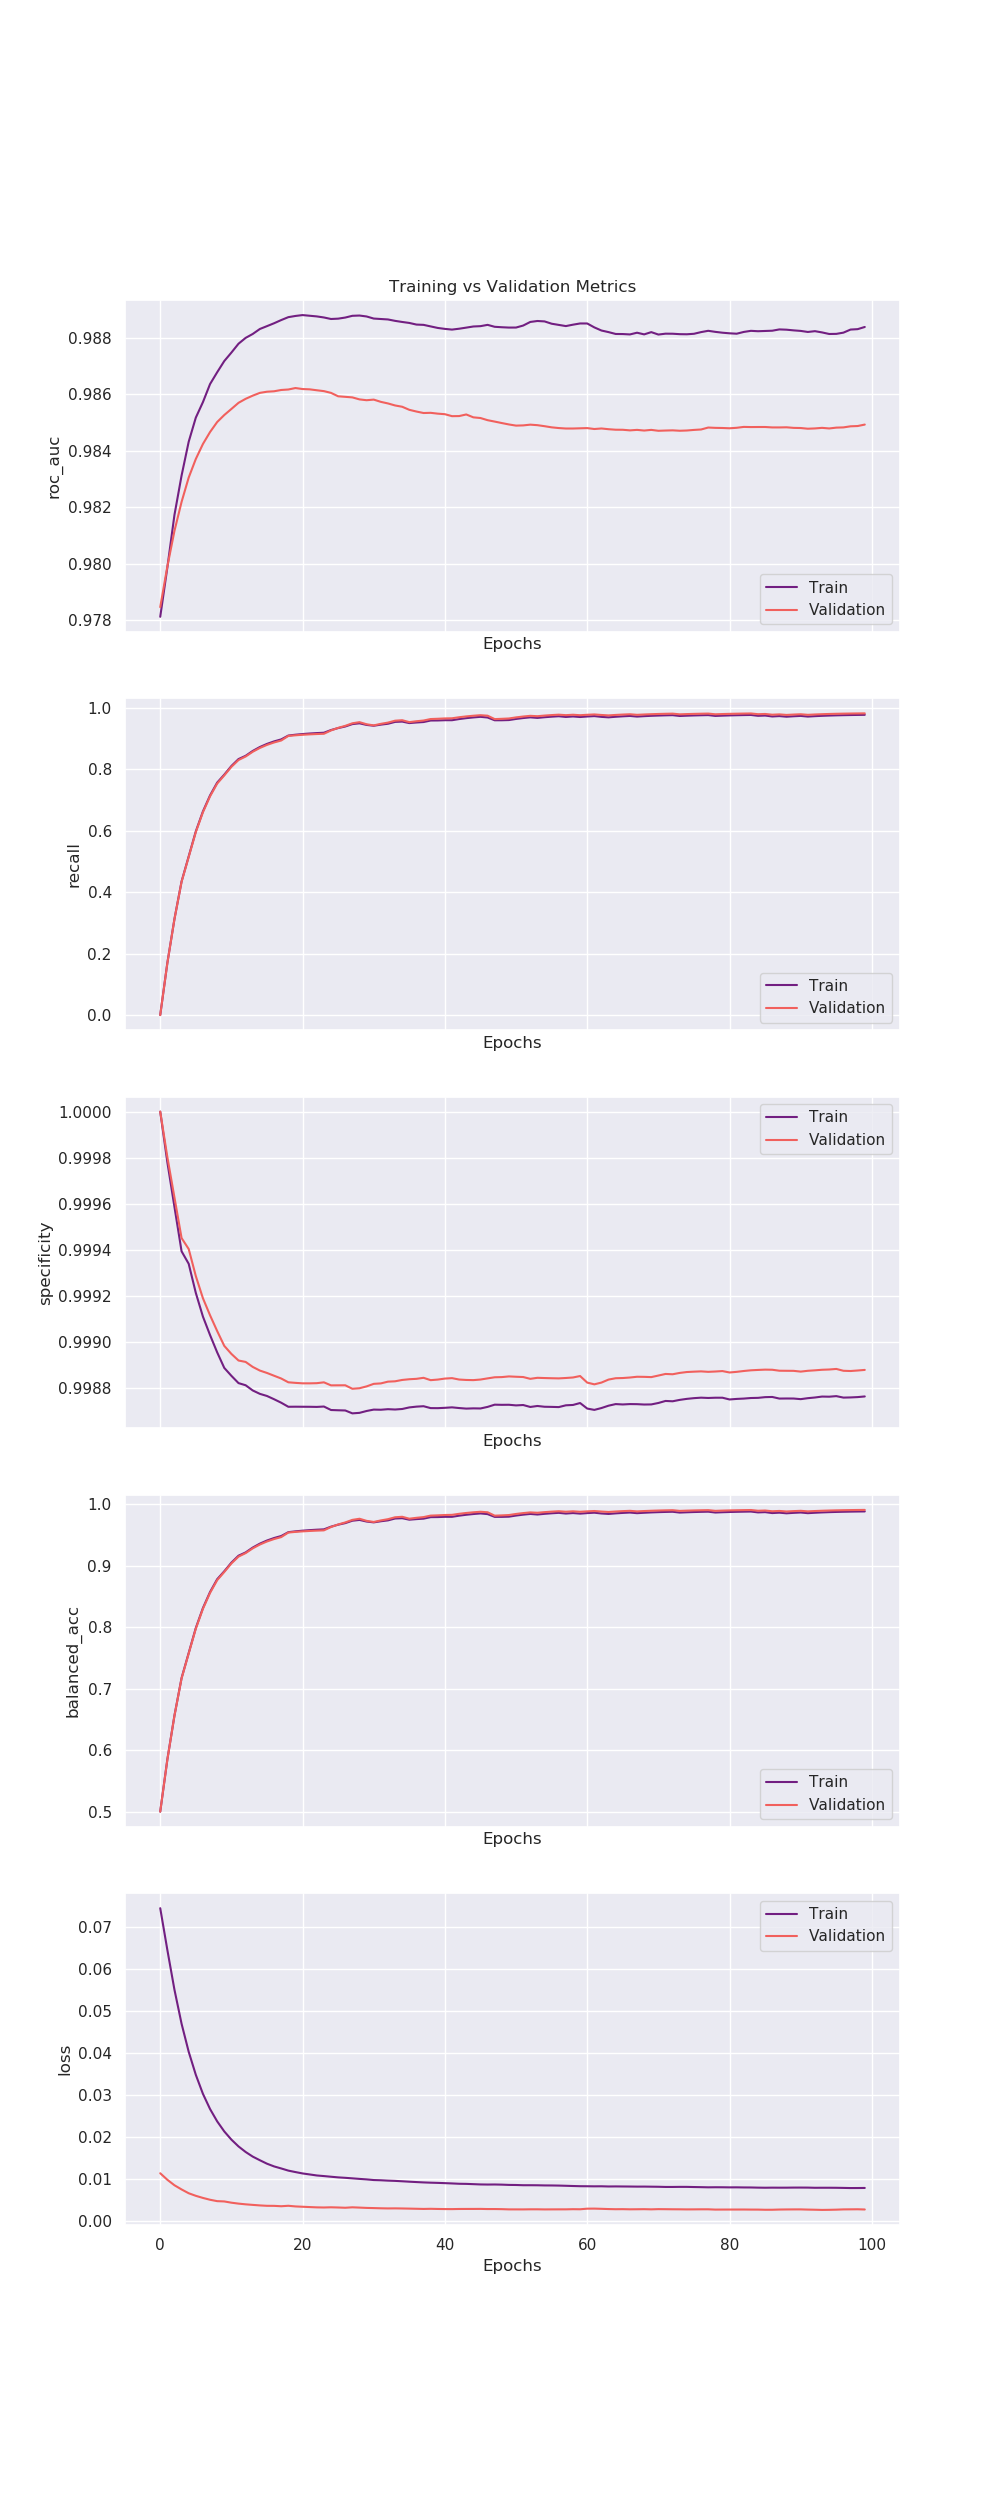 Training vs Validation Metrics
0.988
0.986
0.984
0.982
0.980
0.978
roc_auc
Train
Validation
Epochs
1.0
0.8
0.6
0.4
0.2
0.0
recall
Train
Validation
Epochs
1.0000
0.9998
0.9996
0.9994
0.9992
0.9990
0.9988
specificity
Train
Validation
Epochs
1.0
0.9
0.8
0.7
0.6
0.5
balanced_acc
Train
Validation
Epochs
0.07
0.06
0.05
0.04
0.03
0.02
0.01
0.00
loss
Train
Validation
0 20 40 60 80 100
Epochs